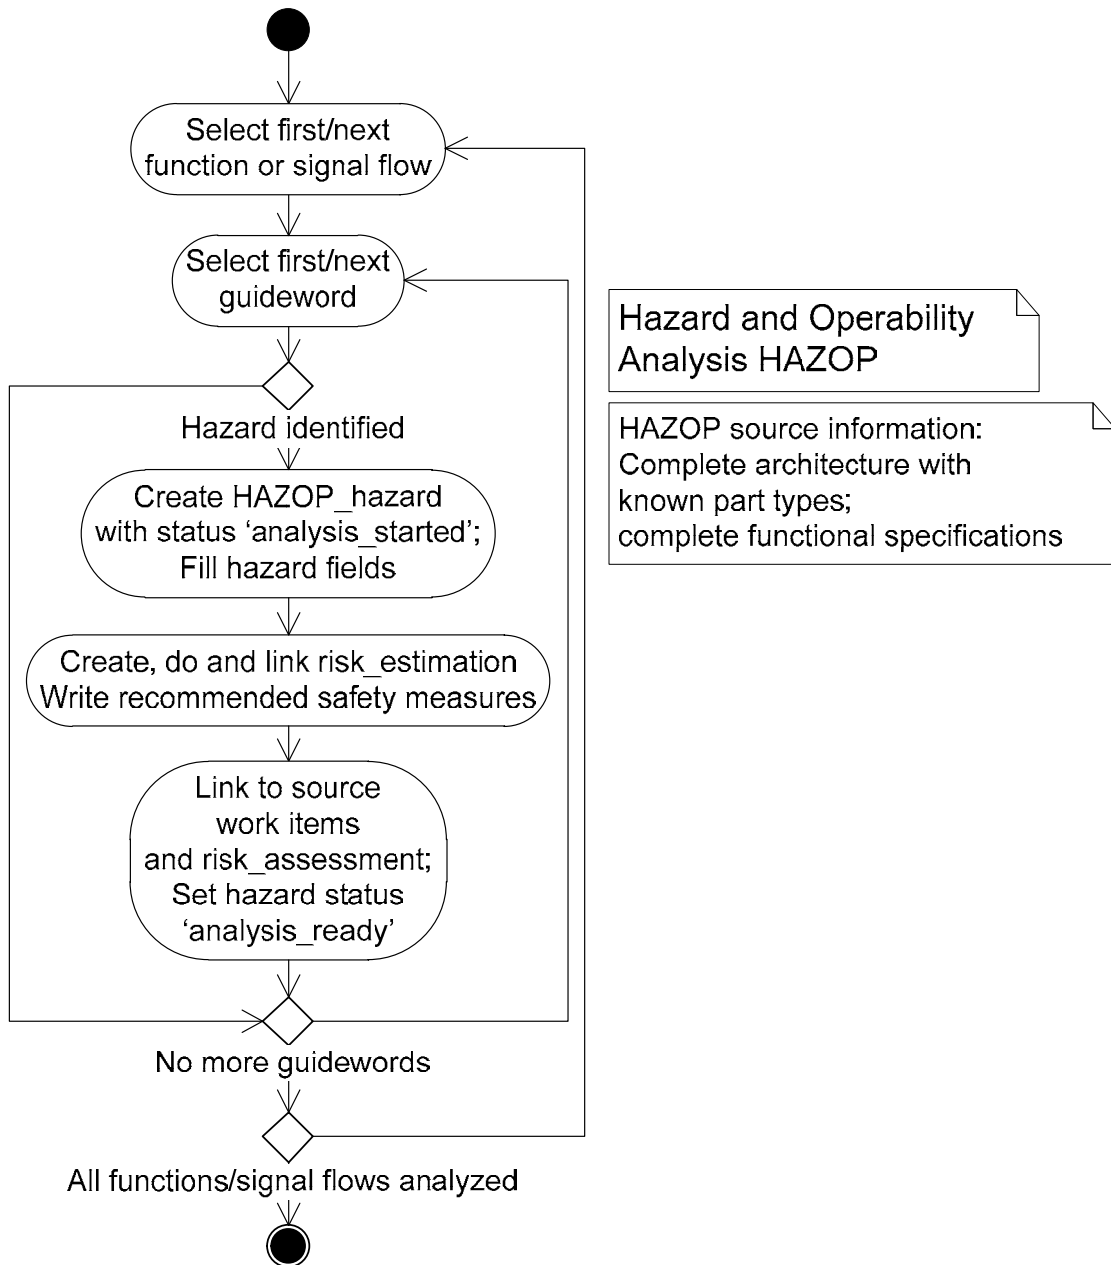 Select first/next
function or signal flow
Select first/next
guideword
Hazard identified
Create HAZOP_hazard
with status ‘analysis_started’;
Fill hazard fields
Create, do and link risk_estimation
Write recommended safety measures
Link to source
work items
and risk_assessment;
Set hazard status
‘analysis_ready’
No more guidewords
All functions/signal flows analyzed
Hazard and Operability
Analysis HAZOP
HAZOP source information:
Complete architecture with
known part types;
complete functional specifications